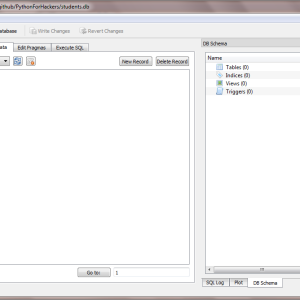 github/PythonForHackers/students.db
atabase Write Changes Revert Changes
ata Edit Pragmas Execute SQL
New Record Delete Record
Go to: 1
DB Schema
Name
Tables (0)
Indices (0)
Views (0)
Triggers (0)
SQL Log Plot DB Schema